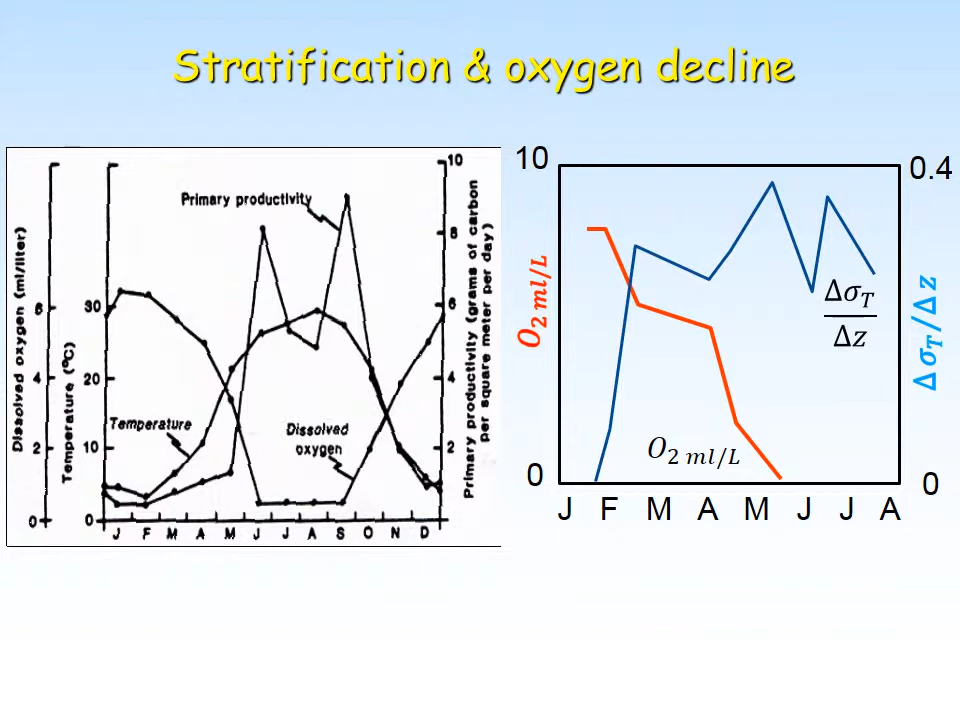 Stratification & oxygen decline
Dissolved oxygen (ml/liter)
6
4
2
0
Temperature (°C)
30
20
10
0
Primary productivity
Temperature
Dissolved
oxygen
J F M A M J J A S O N D
10
8
6
4
2
Primary productivity (grams of carbon
per square meter per day)
10
0
O2 ml/L
ΔσT
Δz
O2 ml/L
J F M A M J J A
0.4
0
ΔσT/Δz